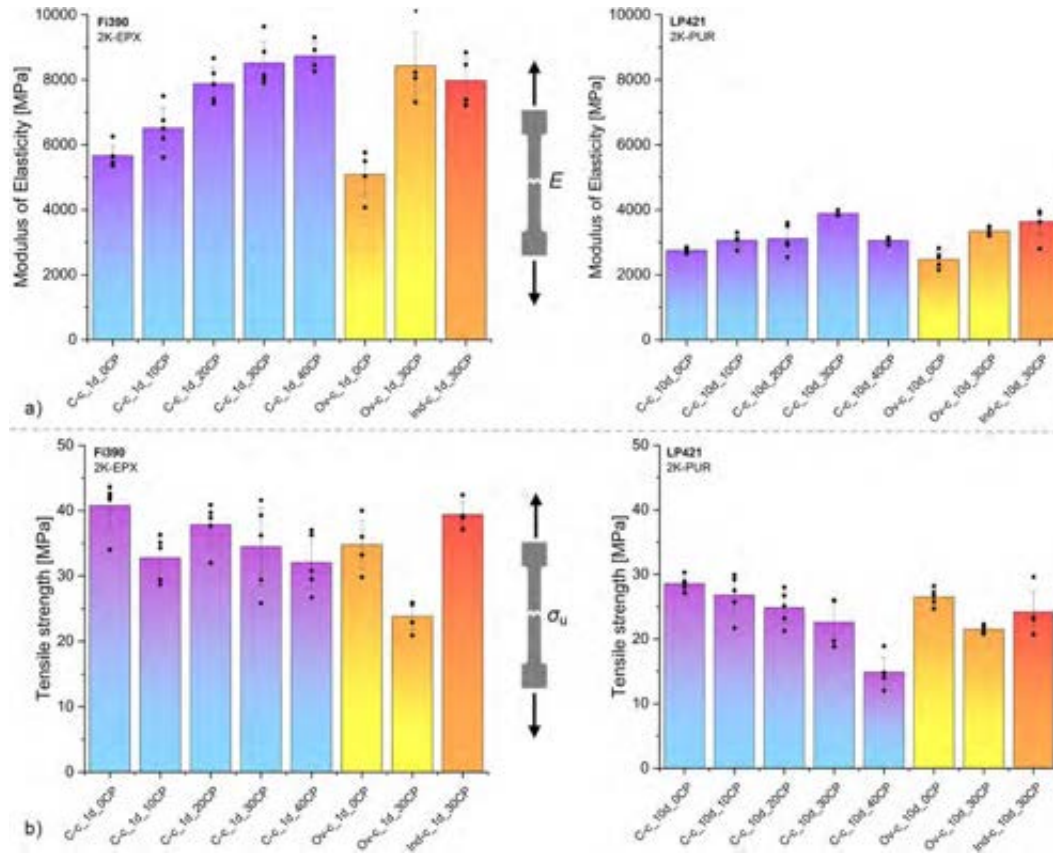 Fi390
2K-EPX
Modulus of Elasticity [MPa]
10000
8000
6000
4000
2000
0
C-c_1d_0CP
C-c_1d_10CP
C-c_1d_20CP
C-c_1d_30CP
C-c_1d_40CP
Ov-c_1d_0CP
Ov-c_1d_30CP
Ind-c_1d_30CP
E
LP421
2K-PUR
Modulus of Elasticity [MPa]
10000
8000
6000
4000
2000
0
C-c_10d_0CP
C-c_10d_10CP
C-c_10d_20CP
C-c_10d_30CP
C-c_10d_40CP
Ov-c_10d_0CP
Ov-c_10d_30CP
Ind-c_10d_30CP
a)
Fi390
2K-EPX
Tensile strength [MPa]
50
40
30
20
10
0
C-c_1d_0CP
C-c_1d_10CP
C-c_1d_20CP
C-c_1d_30CP
C-c_1d_40CP
Ov-c_1d_0CP
Ov-c_1d_30CP
Ind-c_1d_30CP
σu
LP421
2K-PUR
Tensile strength [MPa]
50
40
30
20
10
0
C-c_10d_0CP
C-c_10d_10CP
C-c_10d_20CP
C-c_10d_30CP
C-c_10d_40CP
Ov-c_10d_0CP
Ov-c_10d_30CP
Ind-c_10d_30CP
b)